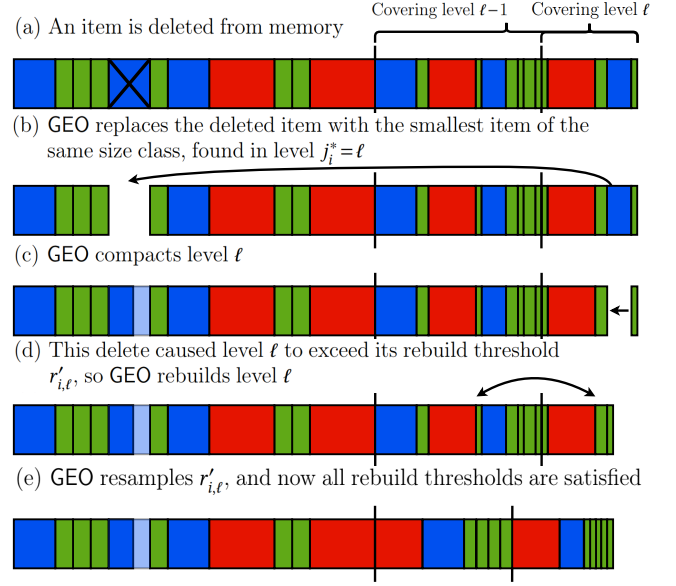 Covering level ℓ−1 Covering level ℓ
(a) An item is deleted from memory
(b) GEO replaces the deleted item with the smallest item of the
same size class, found in level j*ᵢ=ℓ
(c) GEO compacts level ℓ
(d) This delete caused level ℓ to exceed its rebuild threshold
r′ᵢ,ℓ, so GEO rebuilds level ℓ
(e) GEO resamples r′ᵢ,ℓ, and now all rebuild thresholds are satisfied